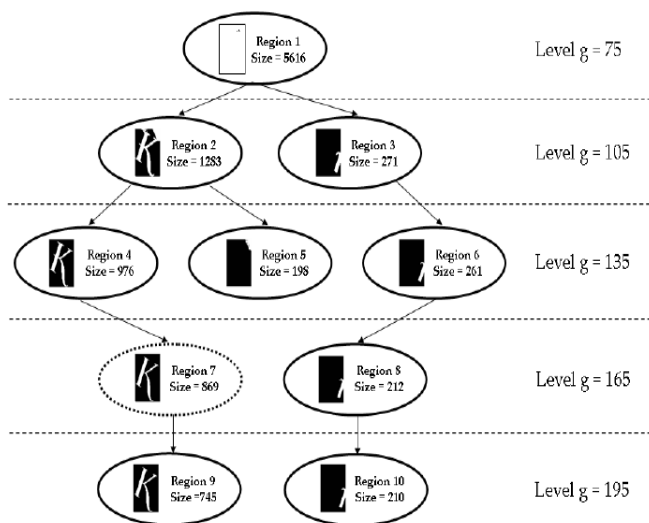 Region 1
Size = 5616
Level g = 75
Region 2
Size = 1283
Region 3
Size = 271
Level g = 105
Region 4
Size = 976
Region 5
Size = 198
Region 6
Size = 261
Level g = 135
Region 7
Size = 869
Region 8
Size = 212
Level g = 165
Region 9
Size =745
Region 10
Size = 210
Level g = 195